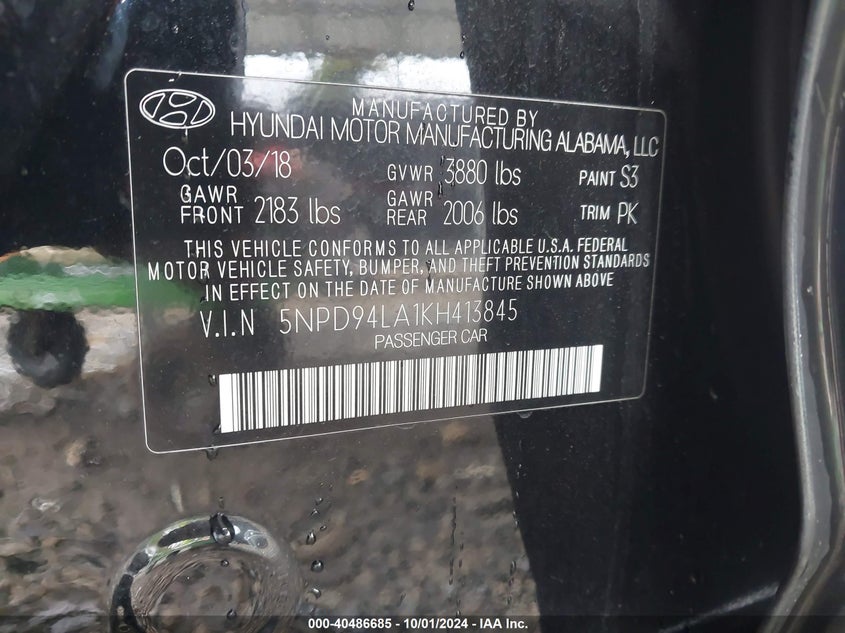 MANUFACTURED BY
HYUNDAI MOTOR MANUFACTURING ALABAMA, LLC
Oct/03/18 GVWR 3880 lbs PAINT S3
GAWR FRONT 2183 lbs GAWR REAR 2006 lbs TRIM PK
THIS VEHICLE CONFORMS TO ALL APPLICABLE U.S.A. FEDERAL
MOTOR VEHICLE SAFETY, BUMPER, AND THEFT PREVENTION STANDARDS
IN EFFECT ON THE DATE OF MANUFACTURE SHOWN ABOVE
V.I.N 5NPD94LA1KH413845
PASSENGER CAR
000-40486685 - 10/01/2024 - IAA Inc.